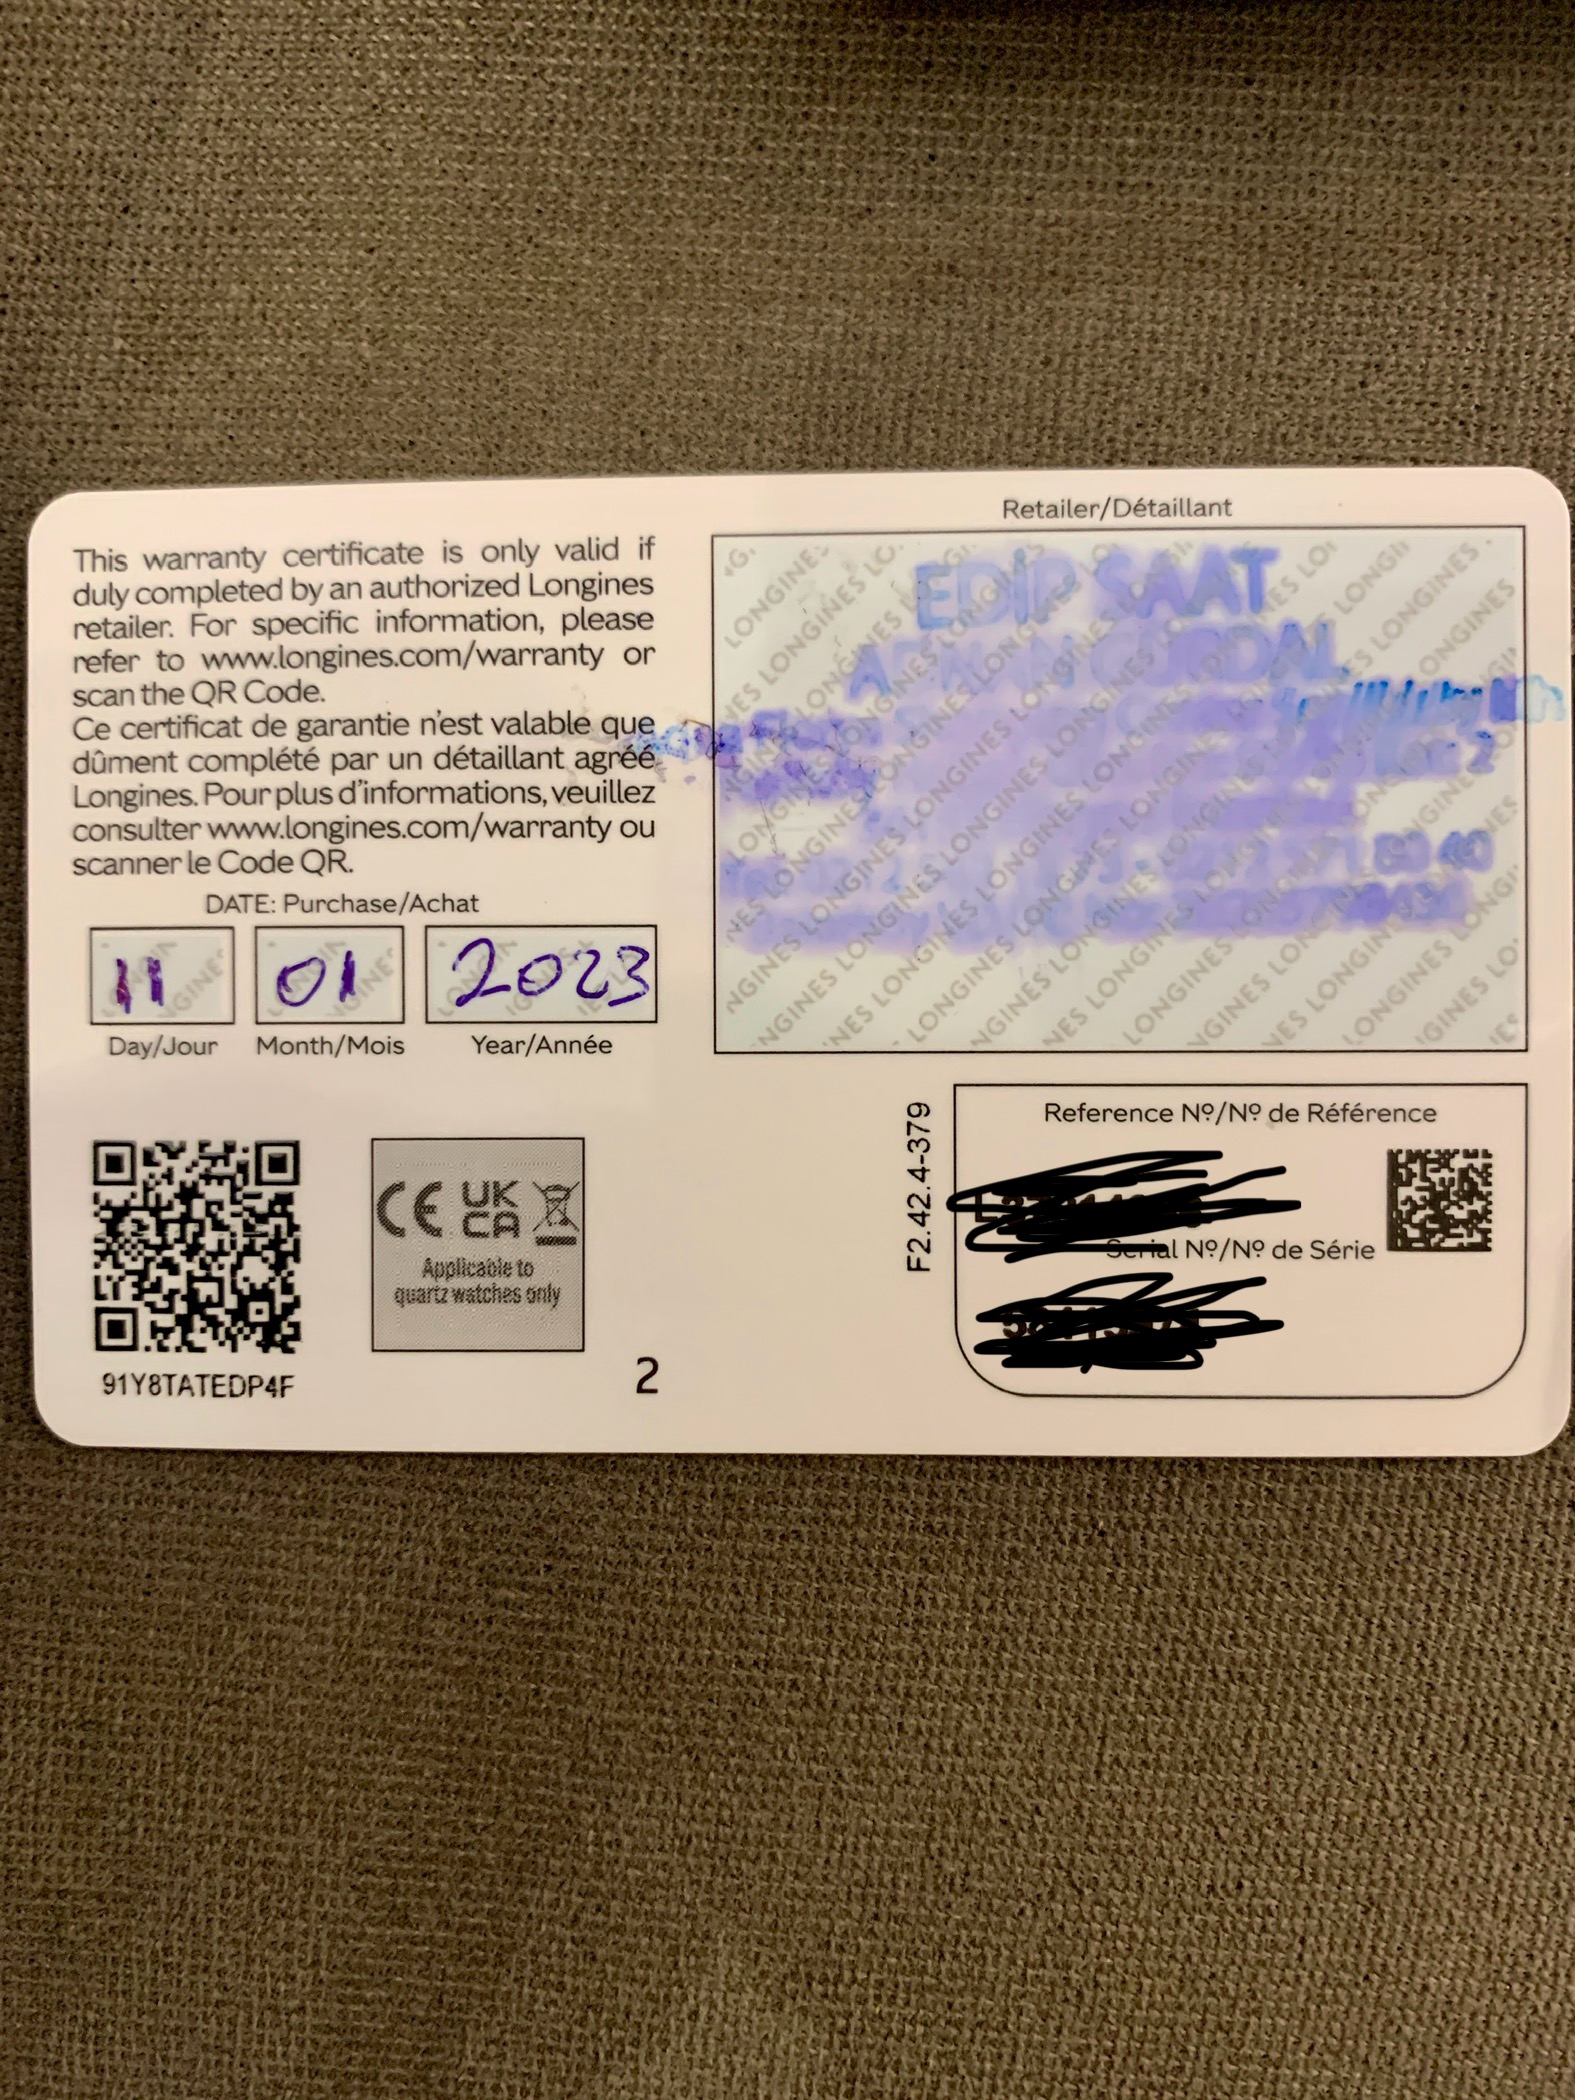 This warranty certificate is only valid if
duly completed by an authorized Longines
retailer. For specific information, please
refer to www.longines.com/warranty or
scan the QR Code.
Ce certificat de garantie n'est valable que
dûment complété par un détaillant agréé
Longines. Pour plus d'informations, veuillez
consulter www.longines.com/warranty ou
scanner le Code QR.
DATE: Purchase/Achat
11 01 2023
Day/Jour Month/Mois Year/Année
91Y8TATEDP4F
CE UK CA
Applicable to
quartz watches only
2
Retailer/Détaillant
EDIP SAAT
LONGINES LONGINES LONGINES
F2.42.4-379
Reference Nº/Nº de Référence
Serial Nº/Nº de Série